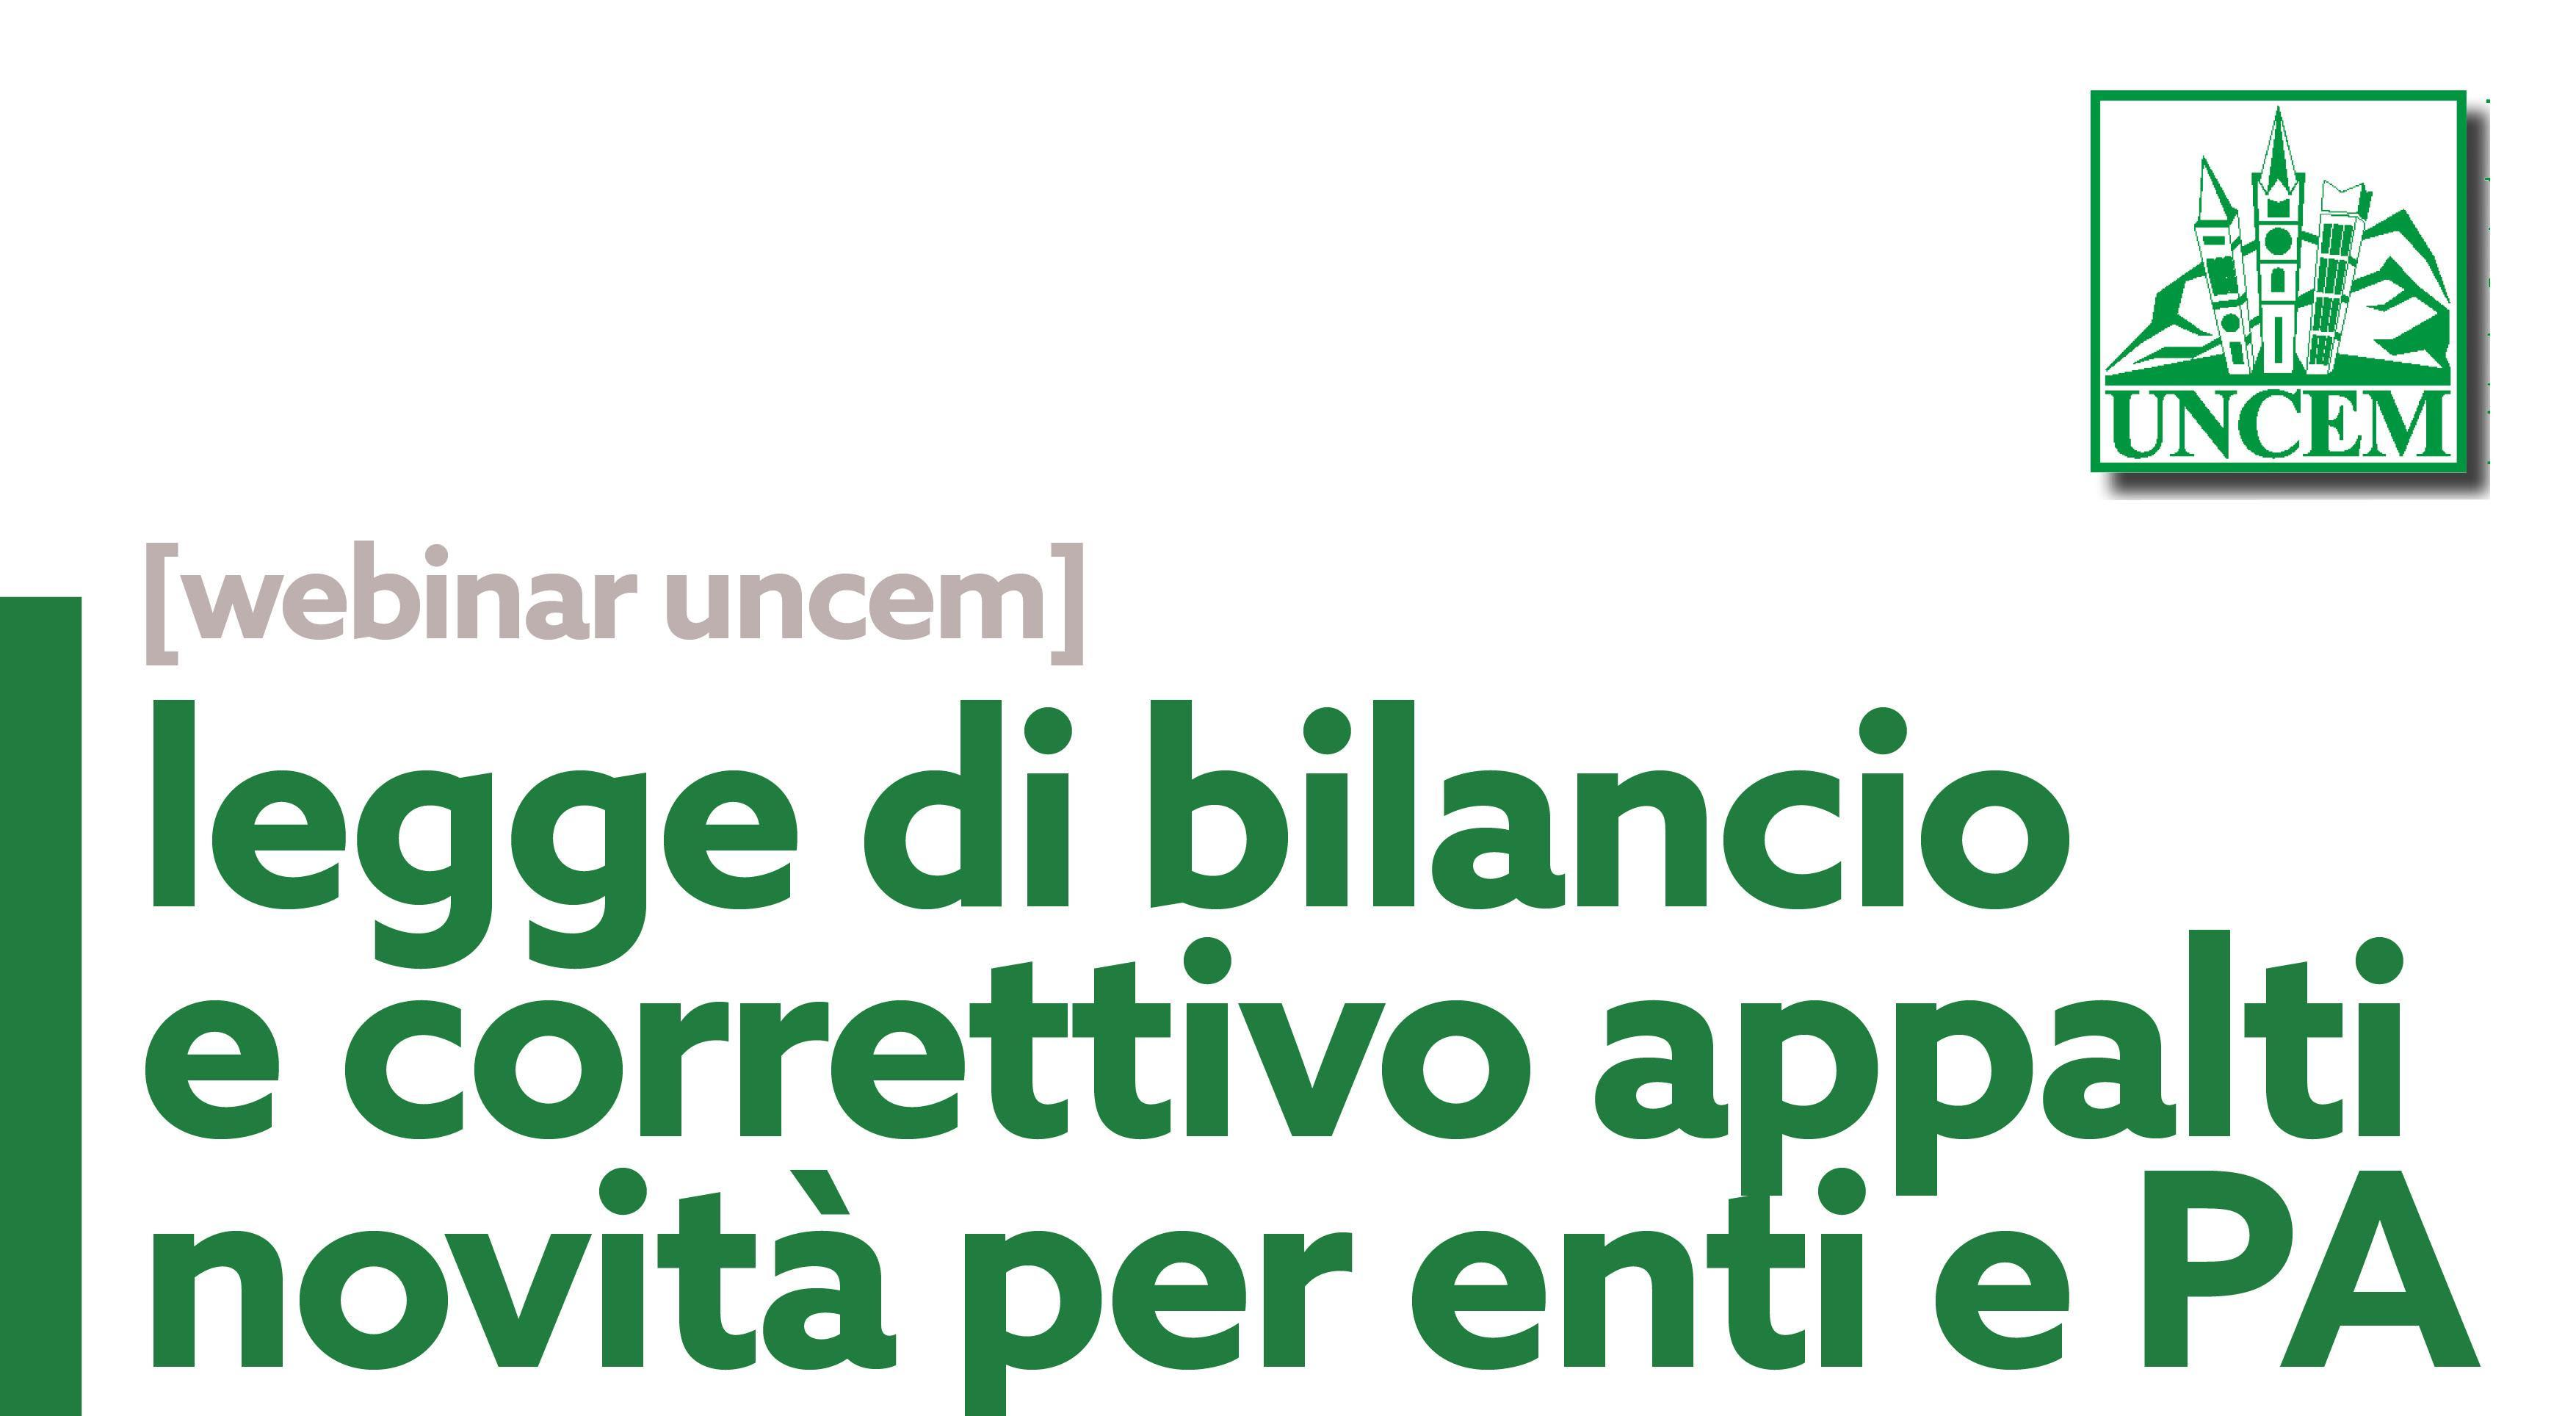 UNCEM
[webinar uncem]
legge di bilancio
e correttivo appalti
novità per enti e PA